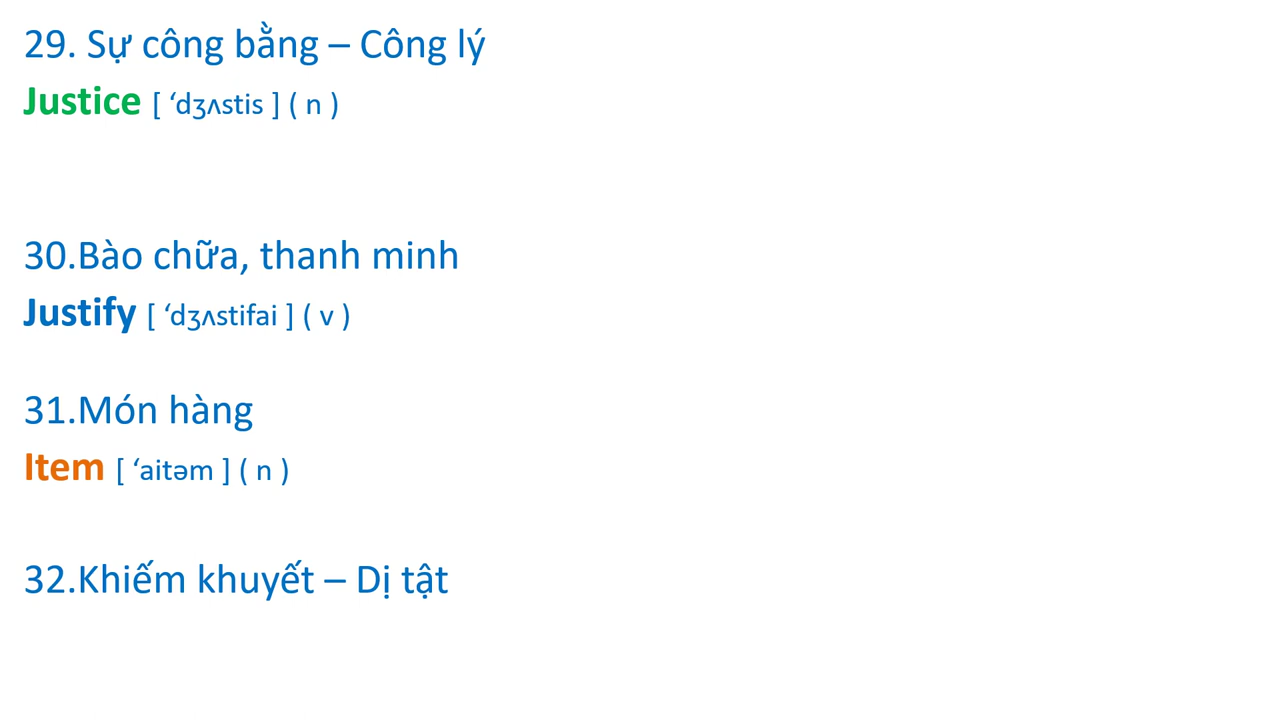 29. Sự công bằng – Công lý
Justice [ ‘dʒʌstis ] ( n )
30.Bào chữa, thanh minh
Justify [ ‘dʒʌstifai ] ( v )
31.Món hàng
Item [ ‘aitəm ] ( n )
32.Khiếm khuyết – Dị tật